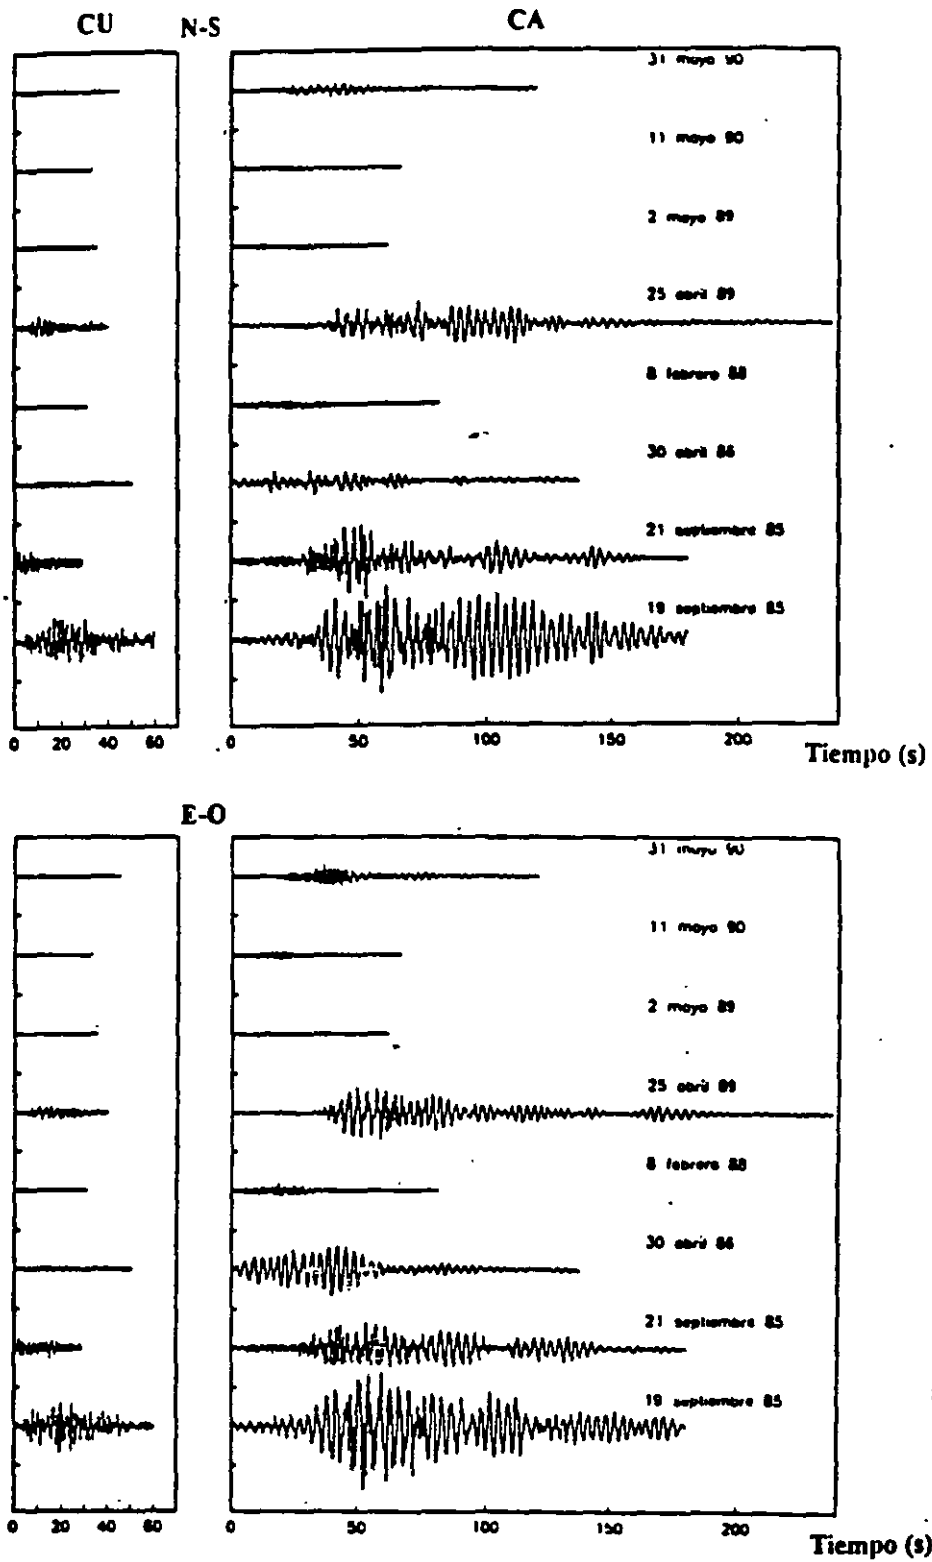 CU N-S CA
31 mayo 90
11 mayo 90
2 mayo 89
25 abril 89
8 febrero 88
30 abril 86
21 septiembre 85
19 septiembre 85
0 20 40 60 0 50 100 150 200
Tiempo (s)
E-O
31 mayo 90
11 mayo 90
2 mayo 89
25 abril 89
8 febrero 88
30 abril 86
21 septiembre 85
19 septiembre 85
0 20 40 60 0 50 100 150 200
Tiempo (s)